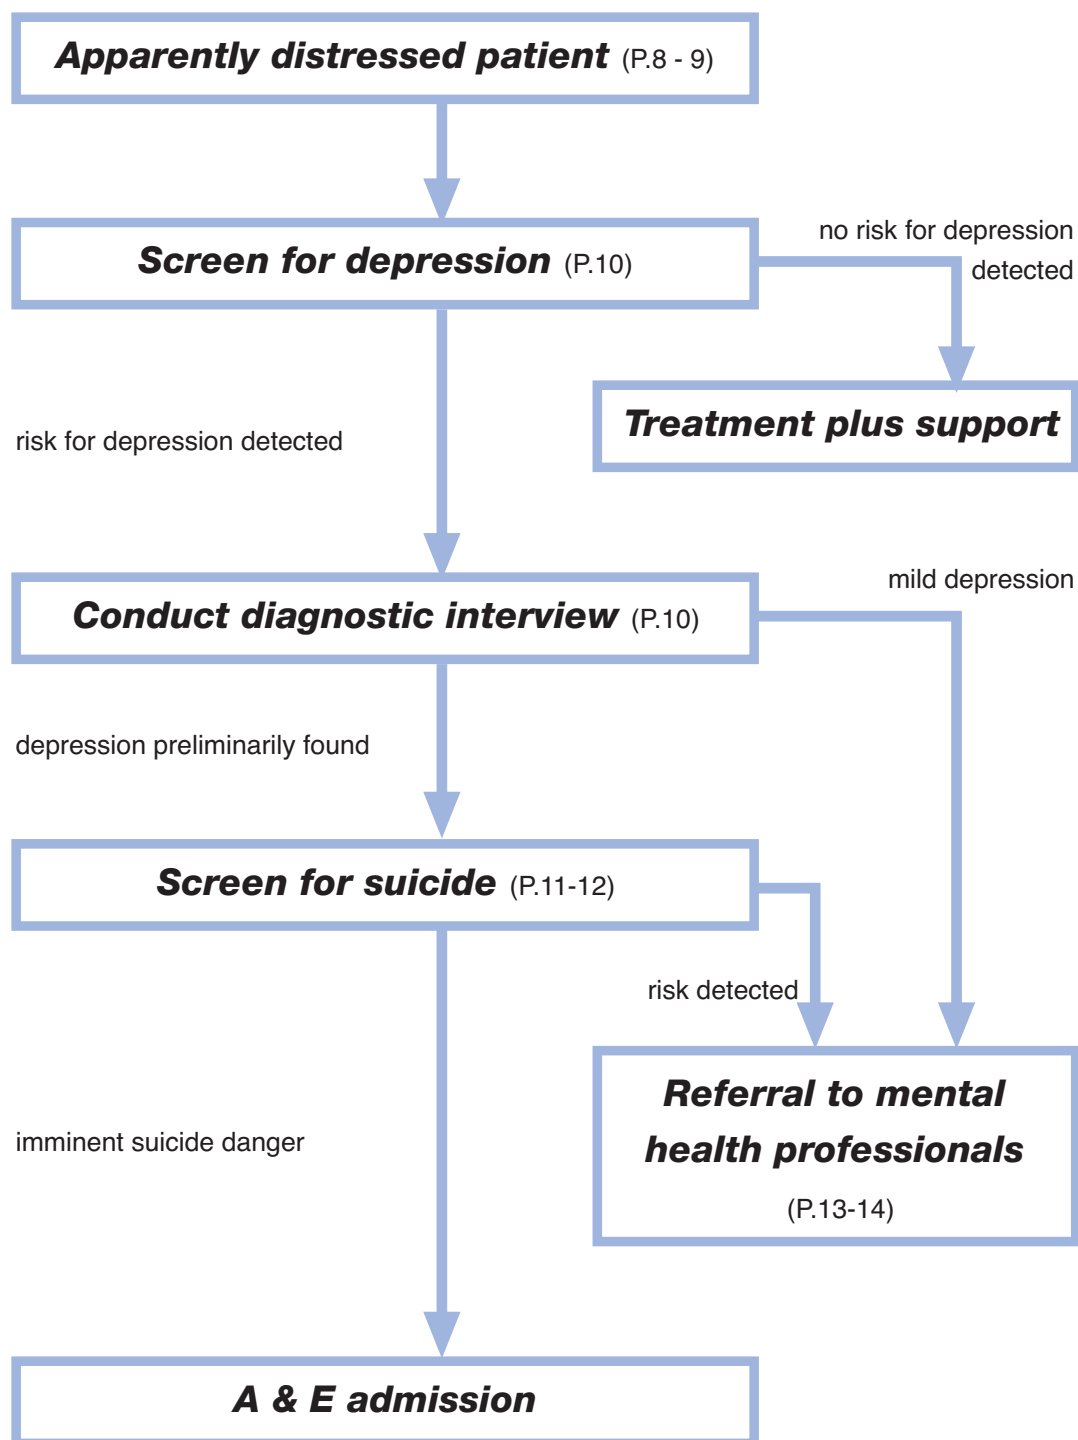 Apparently distressed patient (P.8 - 9)
no risk for depression
detected
Screen for depression (P.10)
Treatment plus support
risk for depression detected
mild depression
Conduct diagnostic interview (P.10)
depression preliminarily found
Screen for suicide (P.11-12)
risk detected
Referral to mental
health professionals
(P.13-14)
imminent suicide danger
A & E admission